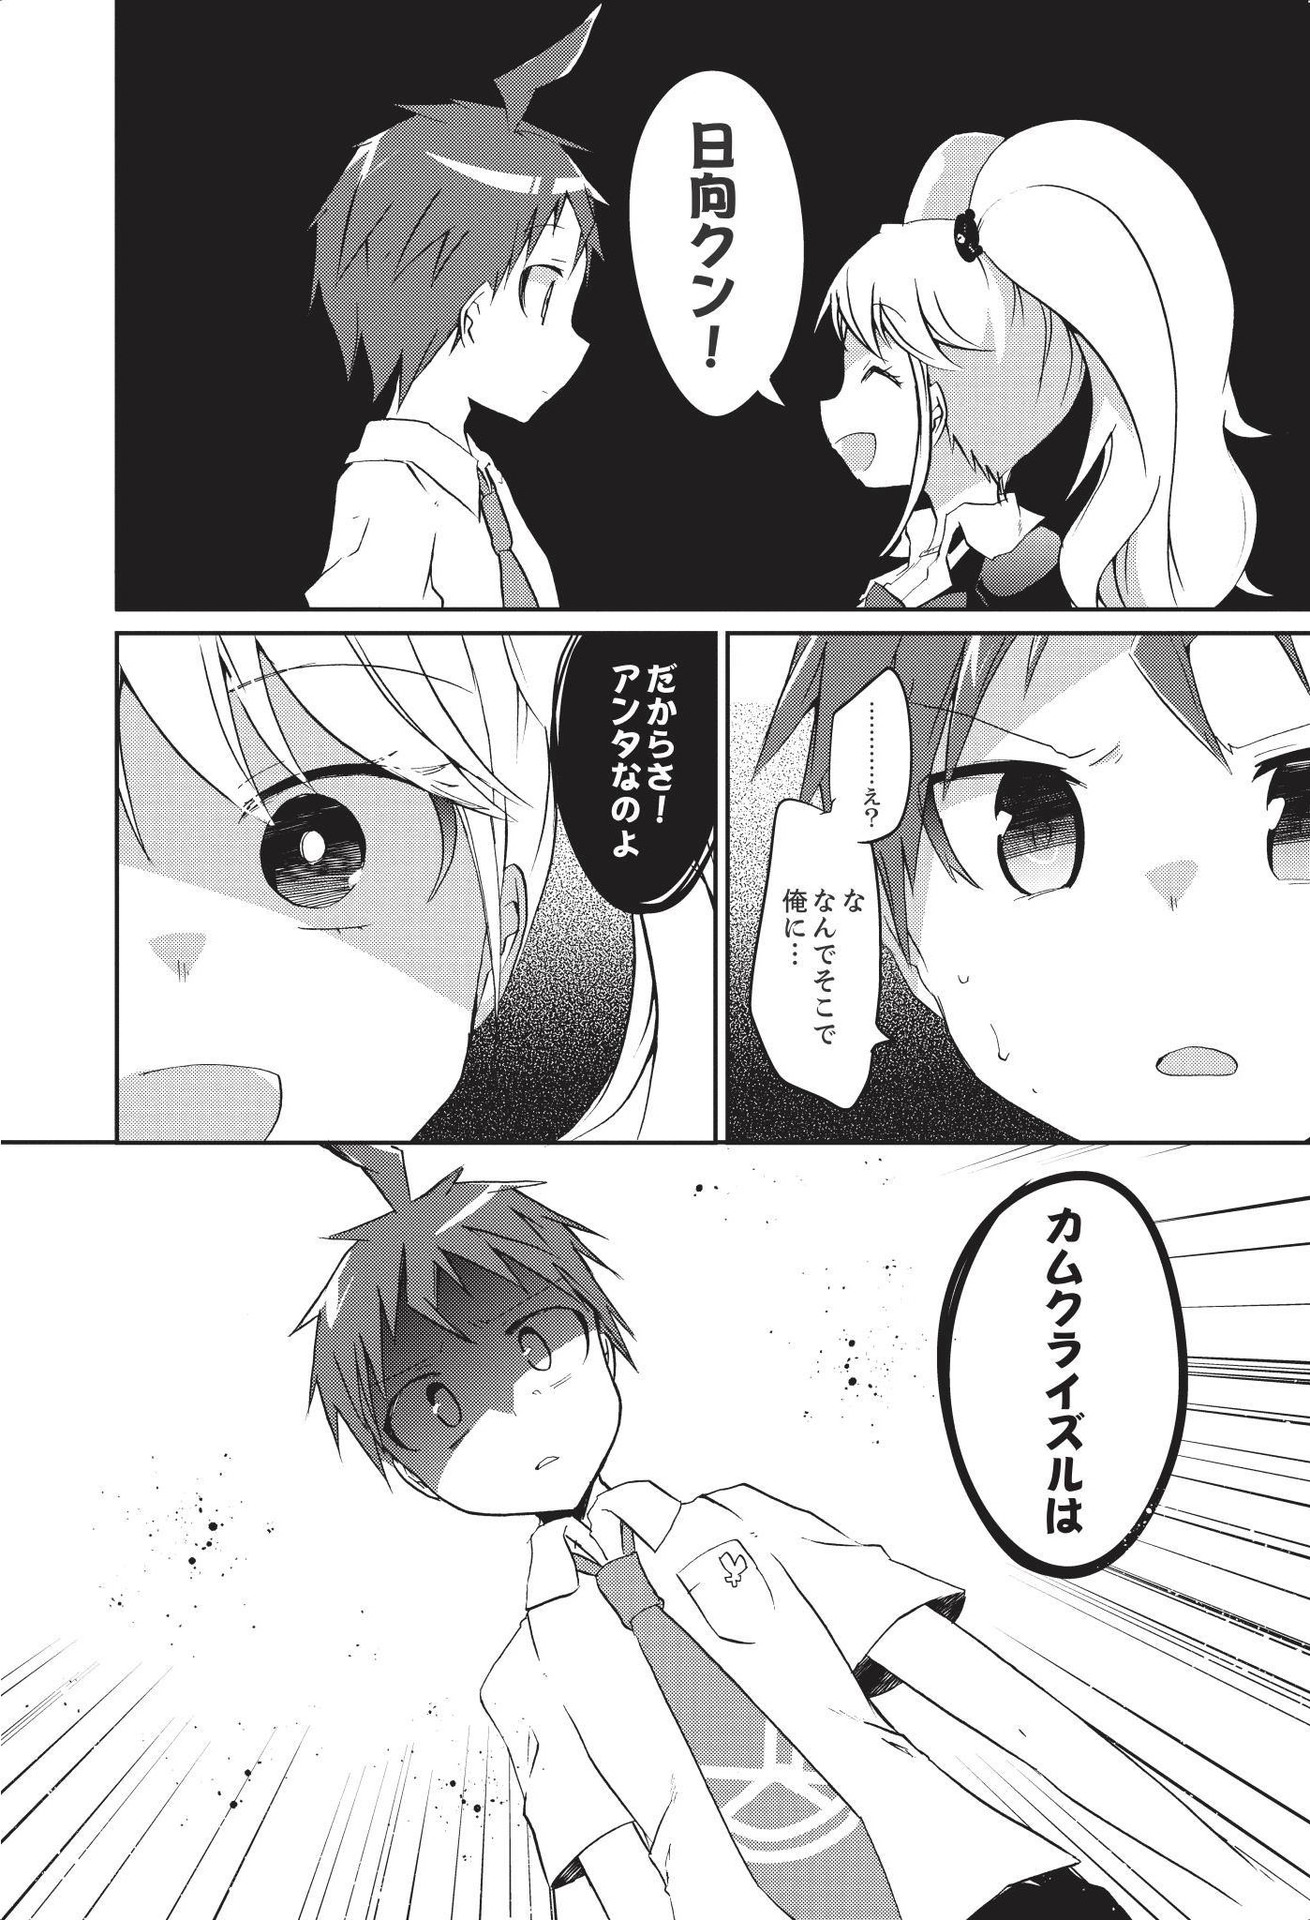 日向クン！
…………え？
な
なんでそこで
俺に…
だからさ！
アンタなのよ
カムクライズルは